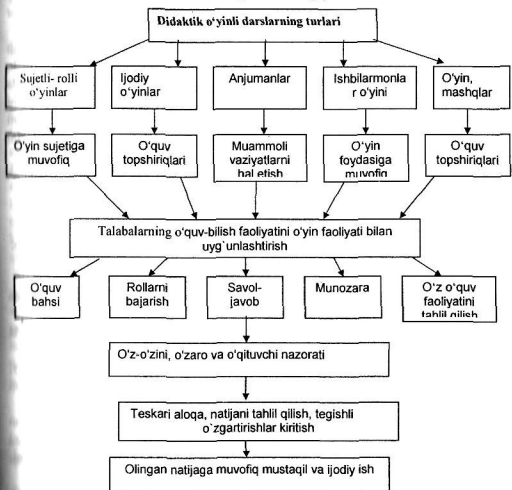 Didaktik o‘yinli darslarning turlari
Sujetli- rolli
o‘yinlar
Ijodiy
o‘yinlar
Anjumanlar
Ishbilarmonla
r o‘yini
O‘yin,
mashqlar
O‘yin sujetiga
muvofiq
O‘quv
topshiriqlari
Muammoli
vaziyatlarni
hal etish
O‘yin
foydasiga
muvofiq
O‘quv
topshiriqlari
Talabalarning o‘quv-bilish faoliyatini o‘yin faoliyati bilan
uyg`unlashtirish
O‘quv
bahsi
Rollarni
bajarish
Savol-
javob
Munozara
O‘z o‘quv
faoliyatini
tahlil qilish
O‘z-o‘zini, o‘zaro va o‘qituvchi nazorati
Teskari aloqa, natijani tahlil qilish, tegishli
o`zgartirishlar kiritish
Olingan natijaga muvofiq mustaqil va ijodiy ish